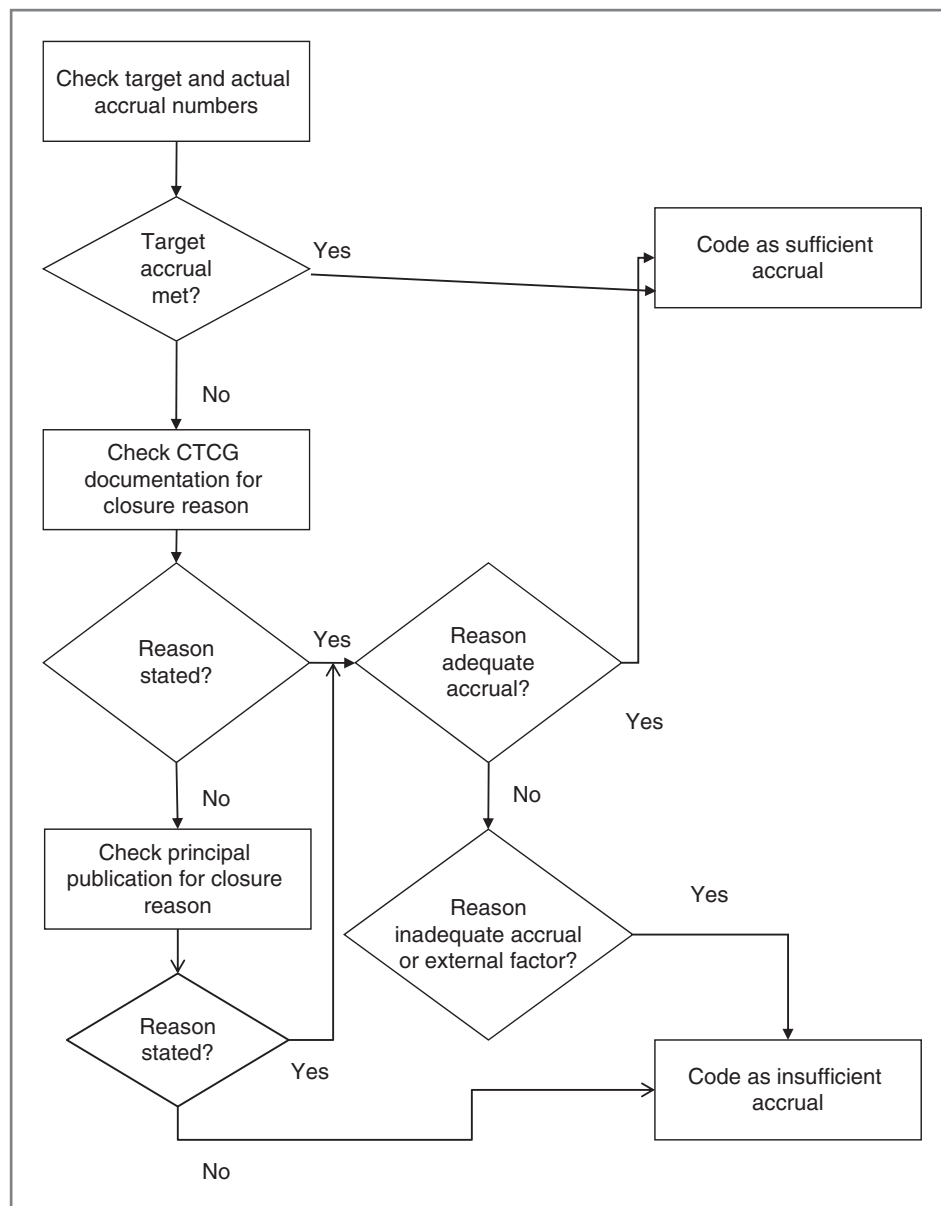 Check target and actual
accrual numbers
Target
accrual
met?
Yes
Code as sufficient
accrual
No
Check CTCG
documentation for
closure reason
Reason
stated?
Yes
Reason
adequate
accrual?
Yes
No
No
Check principal
publication for closure
reason
Reason
inadequate accrual
or external factor?
Yes
Reason
stated?
Yes
Code as insufficient
accrual
No